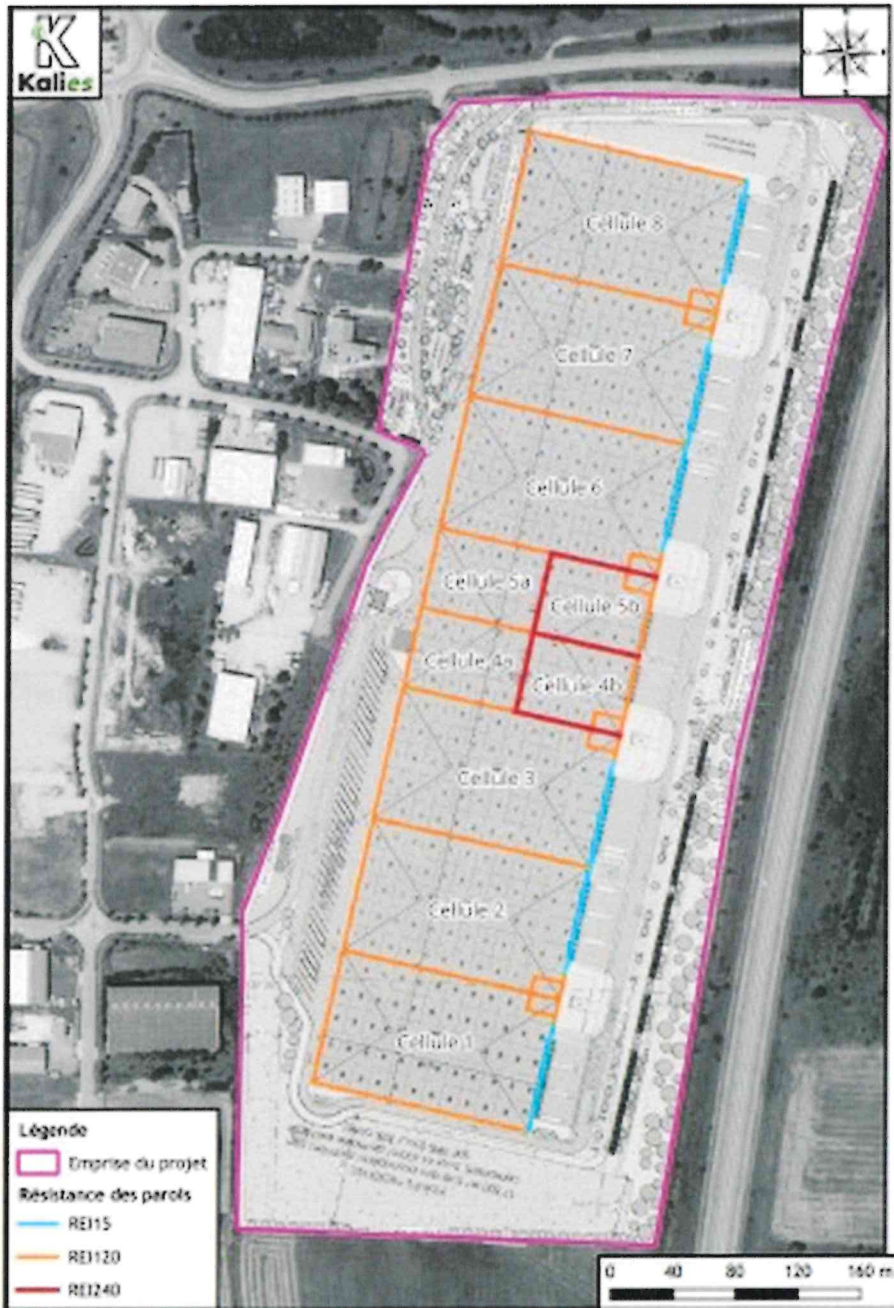 Kalies
Cellule 8
Cellule 7
Cellule 6
Cellule 5a
Cellule 5b
Cellule 4a
Cellule 4b
Cellule 3
Cellule 2
Cellule 1
Légende
Emprise du projet
Résistance des parois
REI15
REI120
REI240
0 40 80 120 160 m